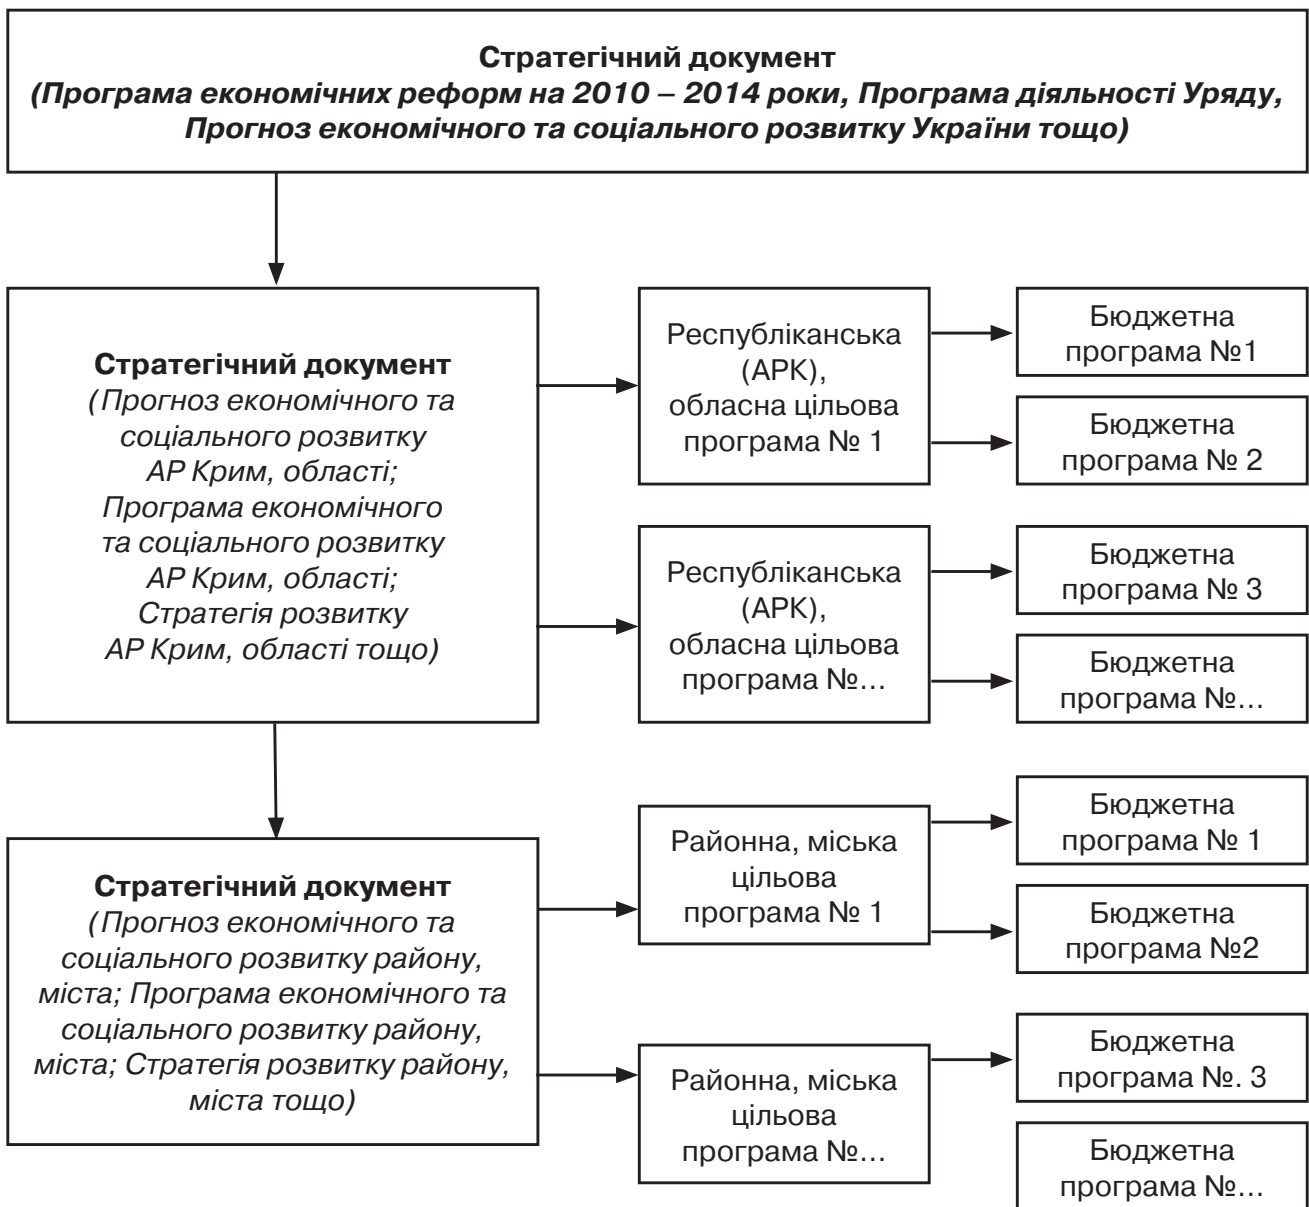 Стратегічний документ
(Програма економічних реформ на 2010 – 2014 роки, Програма діяльності Уряду,
Прогноз економічного та соціального розвитку України тощо)
Стратегічний документ
(Прогноз економічного та
соціального розвитку
АР Крим, області;
Програма економічного
та соціального розвитку
АР Крим, області;
Стратегія розвитку
АР Крим, області тощо)
Республіканська
(АРК),
обласна цільова
програма № 1
Бюджетна
програма №1
Бюджетна
програма № 2
Республіканська
(АРК),
обласна цільова
програма №...
Бюджетна
програма № 3
Бюджетна
програма №...
Стратегічний документ
(Прогноз економічного та
соціального розвитку району,
міста; Програма економічного та
соціального розвитку району,
міста; Стратегія розвитку району,
міста тощо)
Районна, міська
цільова
програма № 1
Бюджетна
програма № 1
Бюджетна
програма №2
Районна, міська
цільова
програма №...
Бюджетна
програма №. 3
Бюджетна
програма №...